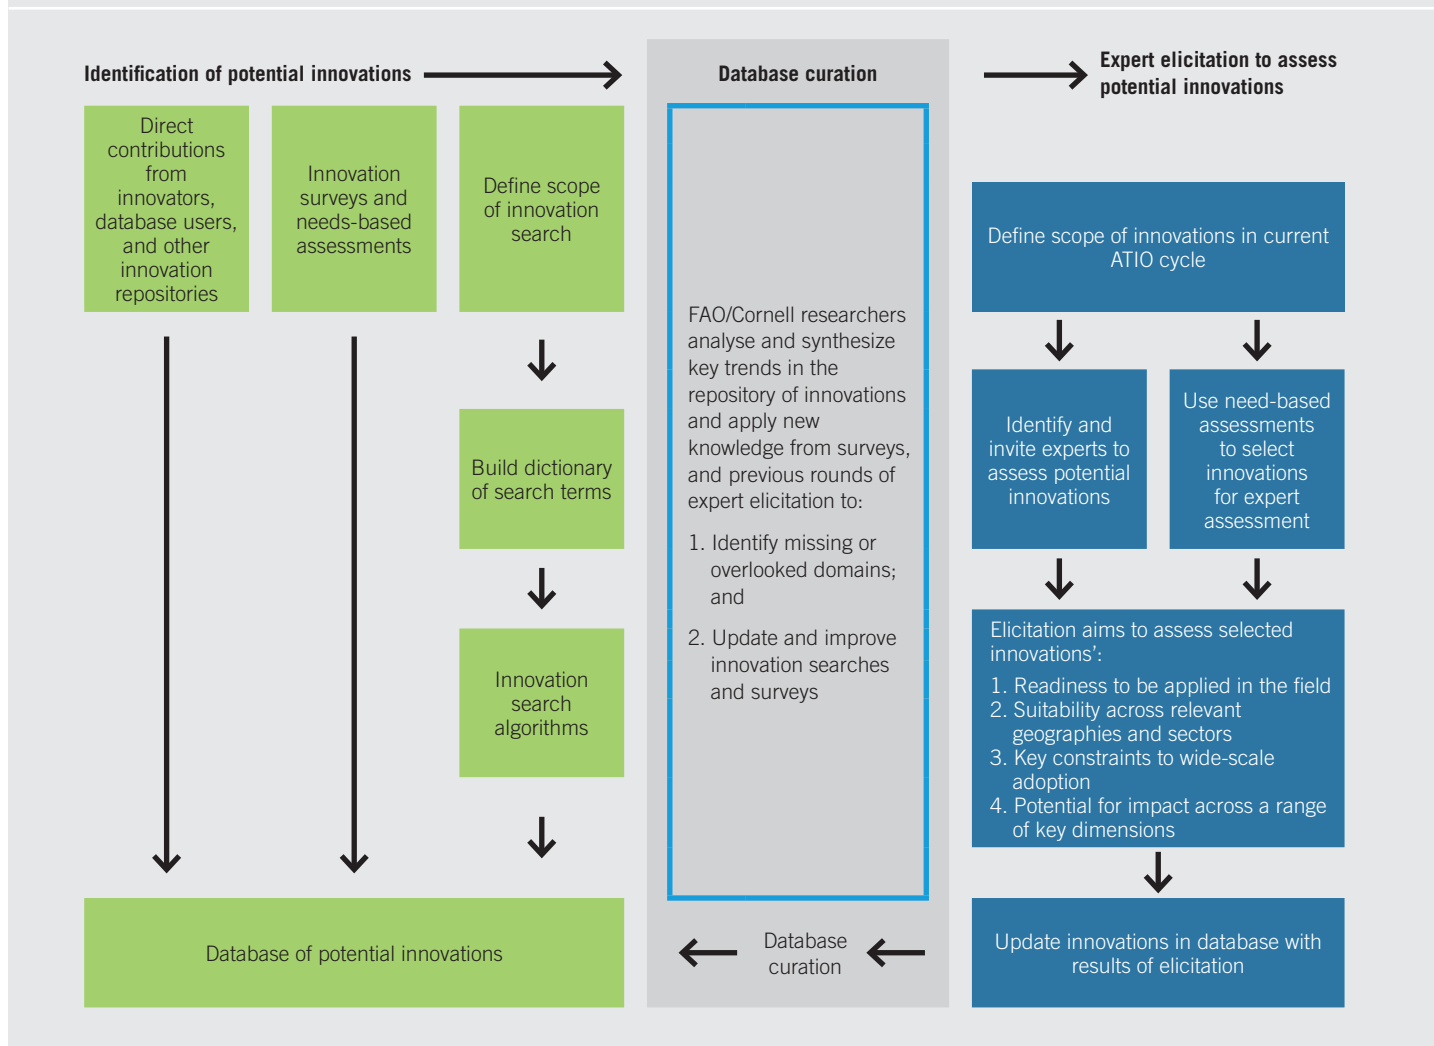 Identification of potential innovations
Direct
contributions
from
innovators,
database users,
and other
innovation
repositories
Innovation
surveys and
needs-based
assessments
Define scope
of innovation
search
Build dictionary
of search terms
Innovation
search
algorithms
Database of potential innovations
Database curation
FAO/Cornell researchers
analyse and synthesize
key trends in the
repository of innovations
and apply new
knowledge from surveys,
and previous rounds of
expert elicitation to:
1. Identify missing or
overlooked domains;
and
2. Update and improve
innovation searches
and surveys
Database
curation
Expert elicitation to assess
potential innovations
Define scope of innovations in current
ATIO cycle
Identify and
invite experts to
assess potential
innovations
Use need-based
assessments
to select
innovations
for expert
assessment
Elicitation aims to assess selected
innovations’:
1. Readiness to be applied in the field
2. Suitability across relevant
geographies and sectors
3. Key constraints to wide-scale
adoption
4. Potential for impact across a range
of key dimensions
Update innovations in database with
results of elicitation